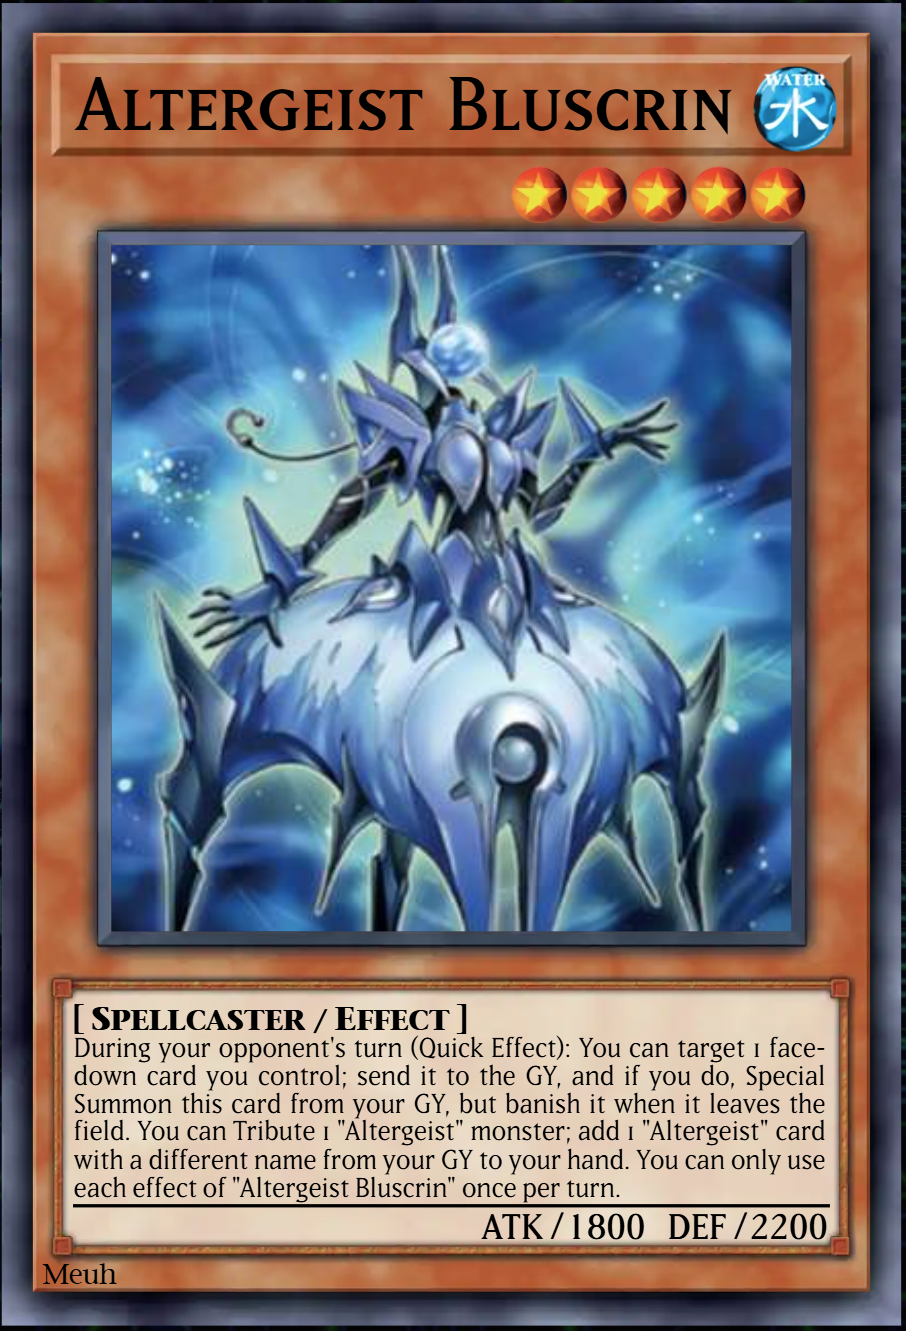 Altergeist Bluscrin
WATER
水
[ Spellcaster / Effect ]
During your opponent's turn (Quick Effect): You can target 1 face-
down card you control; send it to the GY, and if you do, Special
Summon this card from your GY, but banish it when it leaves the
field. You can Tribute 1 "Altergeist" monster; add 1 "Altergeist" card
with a different name from your GY to your hand. You can only use
each effect of "Altergeist Bluscrin" once per turn.
ATK/1800 DEF/2200
Meuh